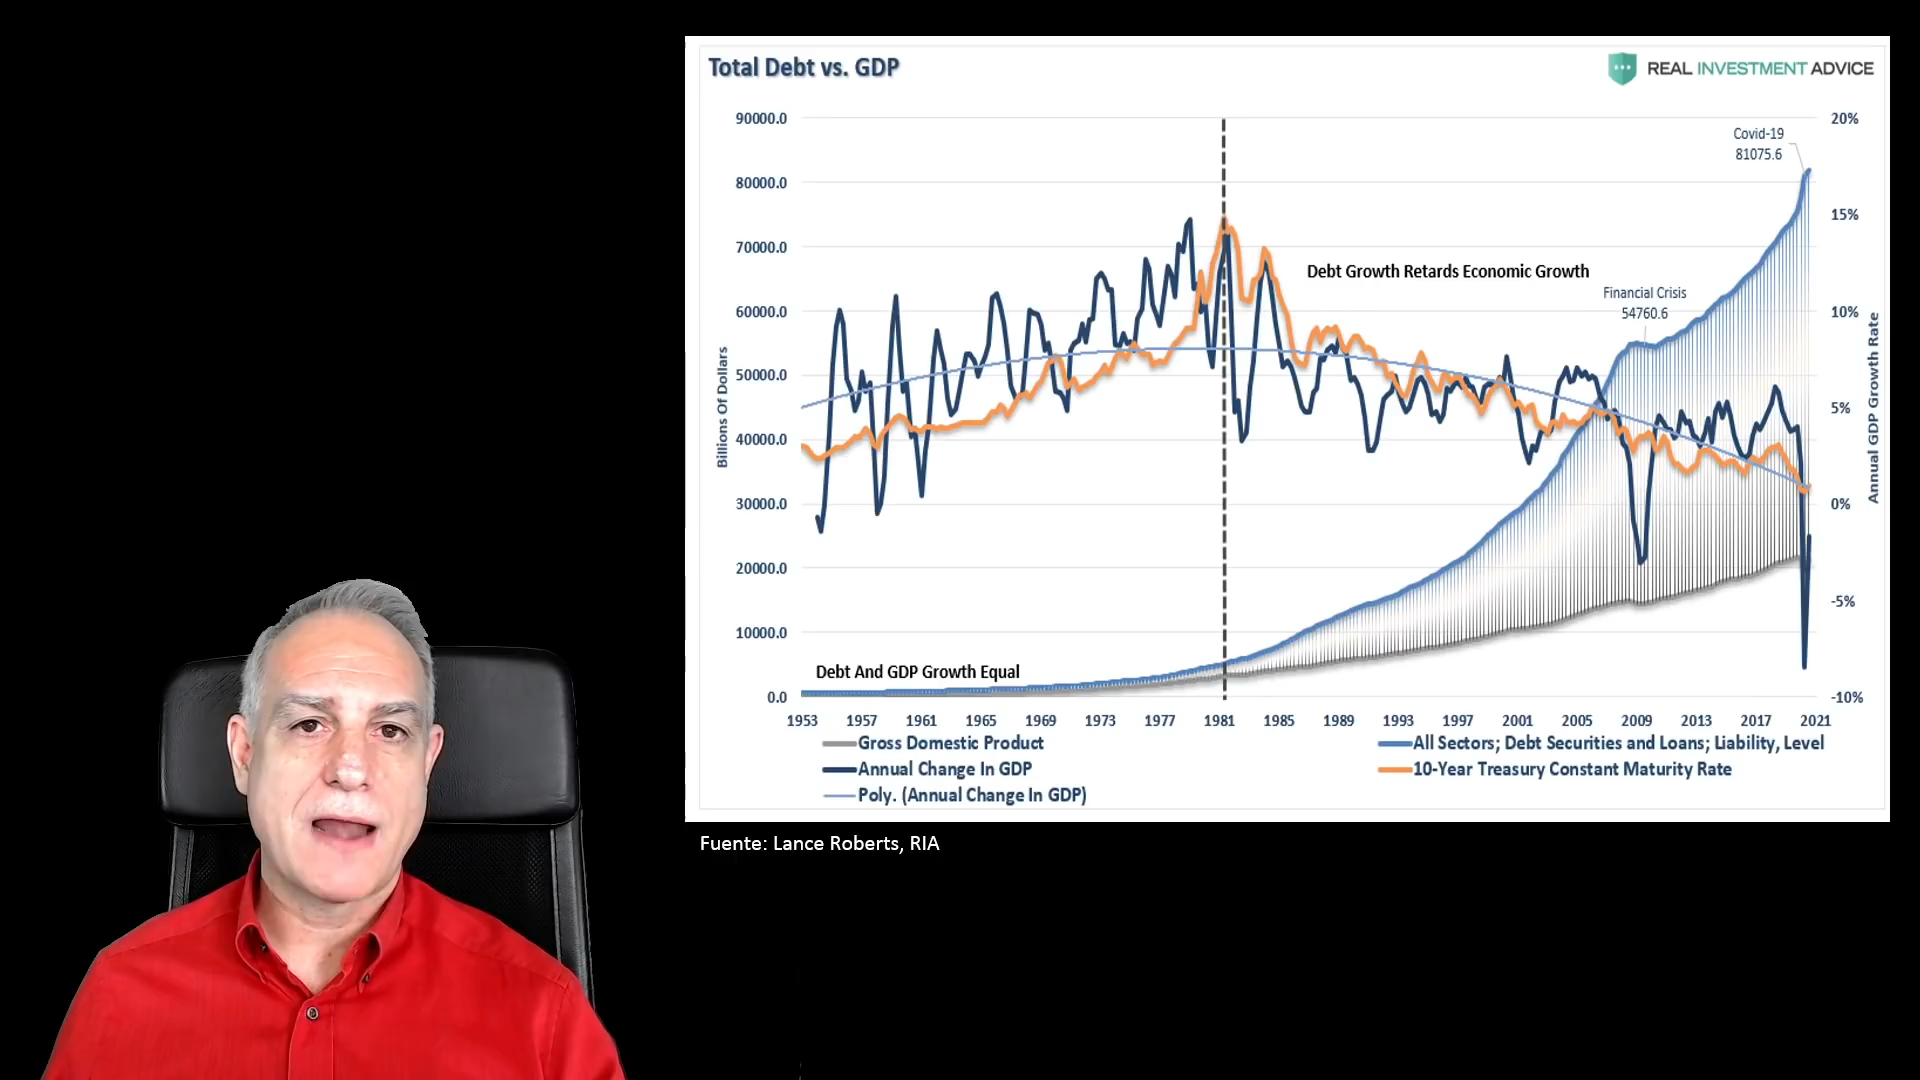 Total Debt vs. GDP
REAL INVESTMENT ADVICE
90000.0
80000.0
70000.0
60000.0
50000.0
40000.0
30000.0
20000.0
10000.0
0.0
Billions Of Dollars
20%
15%
10%
5%
0%
-5%
-10%
Annual GDP Growth Rate
Covid-19
81075.6
Debt Growth Retards Economic Growth
Financial Crisis
54760.6
Debt And GDP Growth Equal
1953 1957 1961 1965 1969 1973 1977 1981 1985 1989 1993 1997 2001 2005 2009 2013 2017 2021
Gross Domestic Product
All Sectors; Debt Securities and Loans; Liability, Level
Annual Change In GDP
10-Year Treasury Constant Maturity Rate
Poly. (Annual Change In GDP)
Fuente: Lance Roberts, RIA